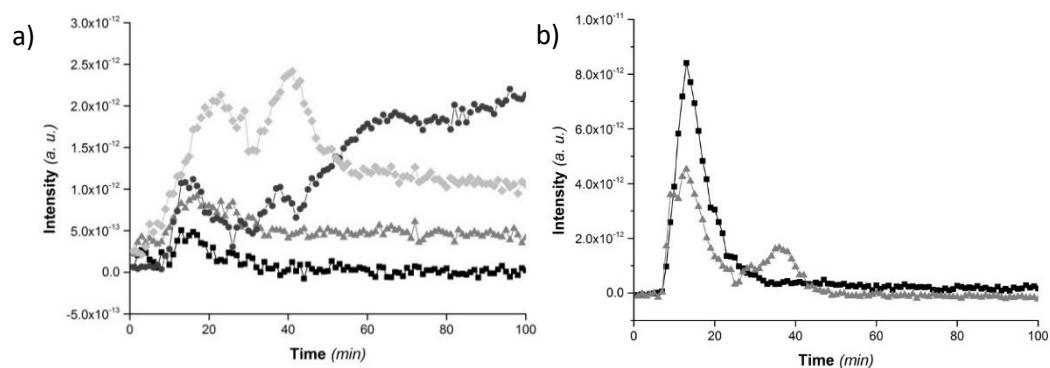 a)
3.0x10⁻¹²
2.5x10⁻¹²
2.0x10⁻¹²
1.5x10⁻¹²
1.0x10⁻¹²
5.0x10⁻¹³
0.0
-5.0x10⁻¹³
Intensity (a. u.)
0 20 40 60 80 100
Time (min)
b)
1.0x10⁻¹¹
8.0x10⁻¹²
6.0x10⁻¹²
4.0x10⁻¹²
2.0x10⁻¹²
0.0
Intensity (a. u.)
0 20 40 60 80 100
Time (min)